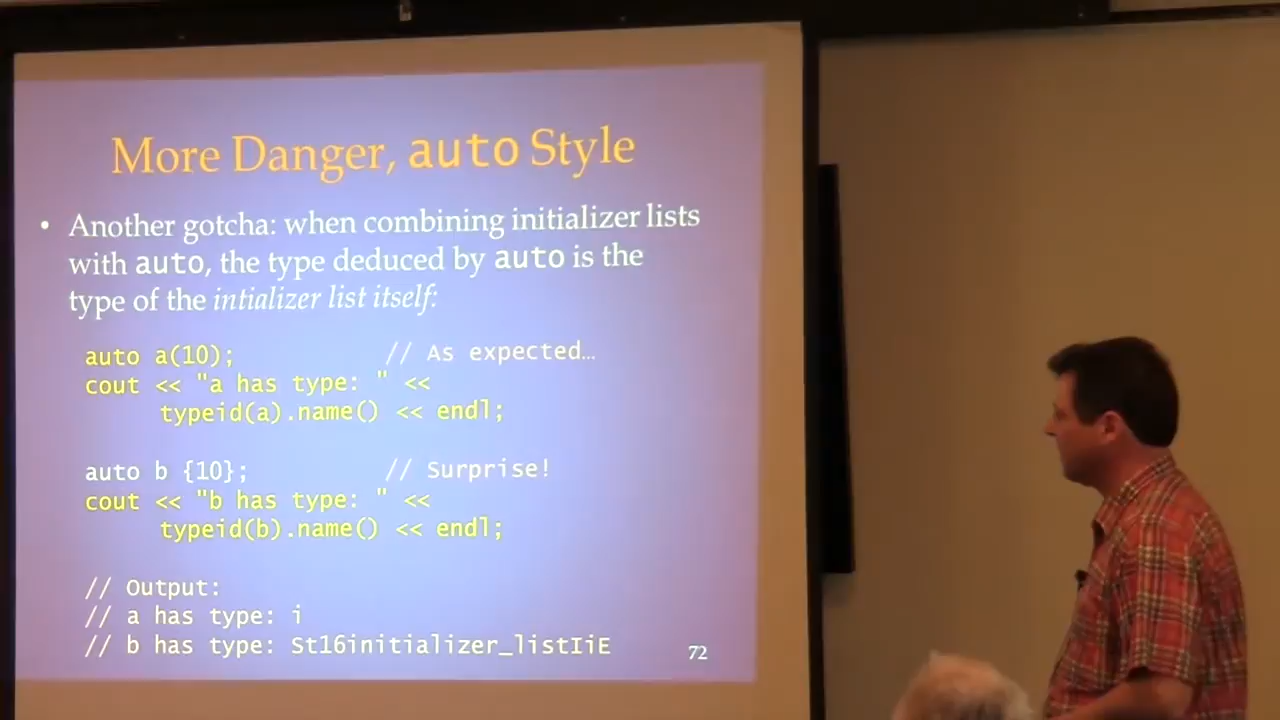 More Danger, auto Style
• Another gotcha: when combining initializer lists
with auto, the type deduced by auto is the
type of the intializer list itself:
auto a(10); // As expected…
cout << "a has type: " <<
typeid(a).name() << endl;
auto b {10}; // Surprise!
cout << "b has type: " <<
typeid(b).name() << endl;
// Output:
// a has type: i
// b has type: St16initializer_listIiE
72